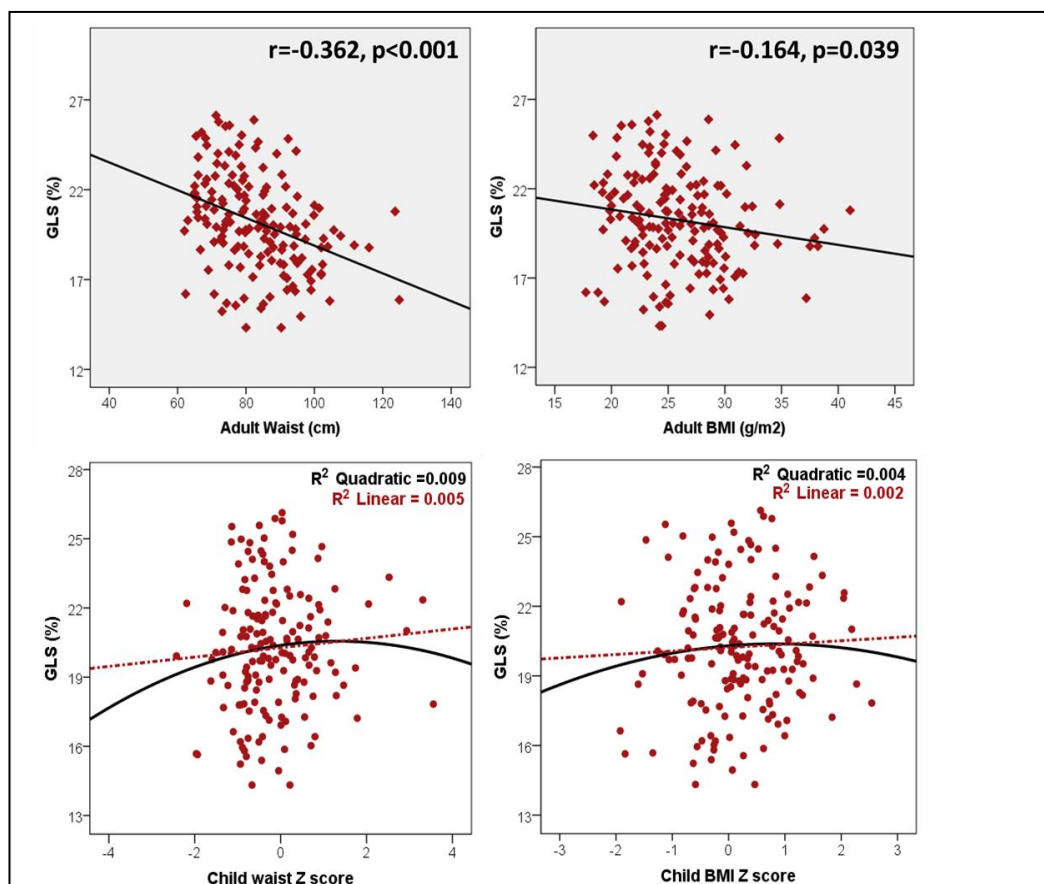 r=-0.362, p<0.001
27
22
17
12
GLS (%)
40 60 80 100 120 140
Adult Waist (cm)
r=-0.164, p=0.039
27
22
17
12
GLS (%)
15 20 25 30 35 40 45
Adult BMI (g/m2)
R² Quadratic =0.009
R² Linear = 0.005
28
25
22
19
16
13
GLS (%)
-4 -2 0 2 4
Child waist Z score
R² Quadratic =0.004
R² Linear = 0.002
28
25
22
19
16
13
GLS (%)
-3 -2 -1 0 1 2 3
Child BMI Z score